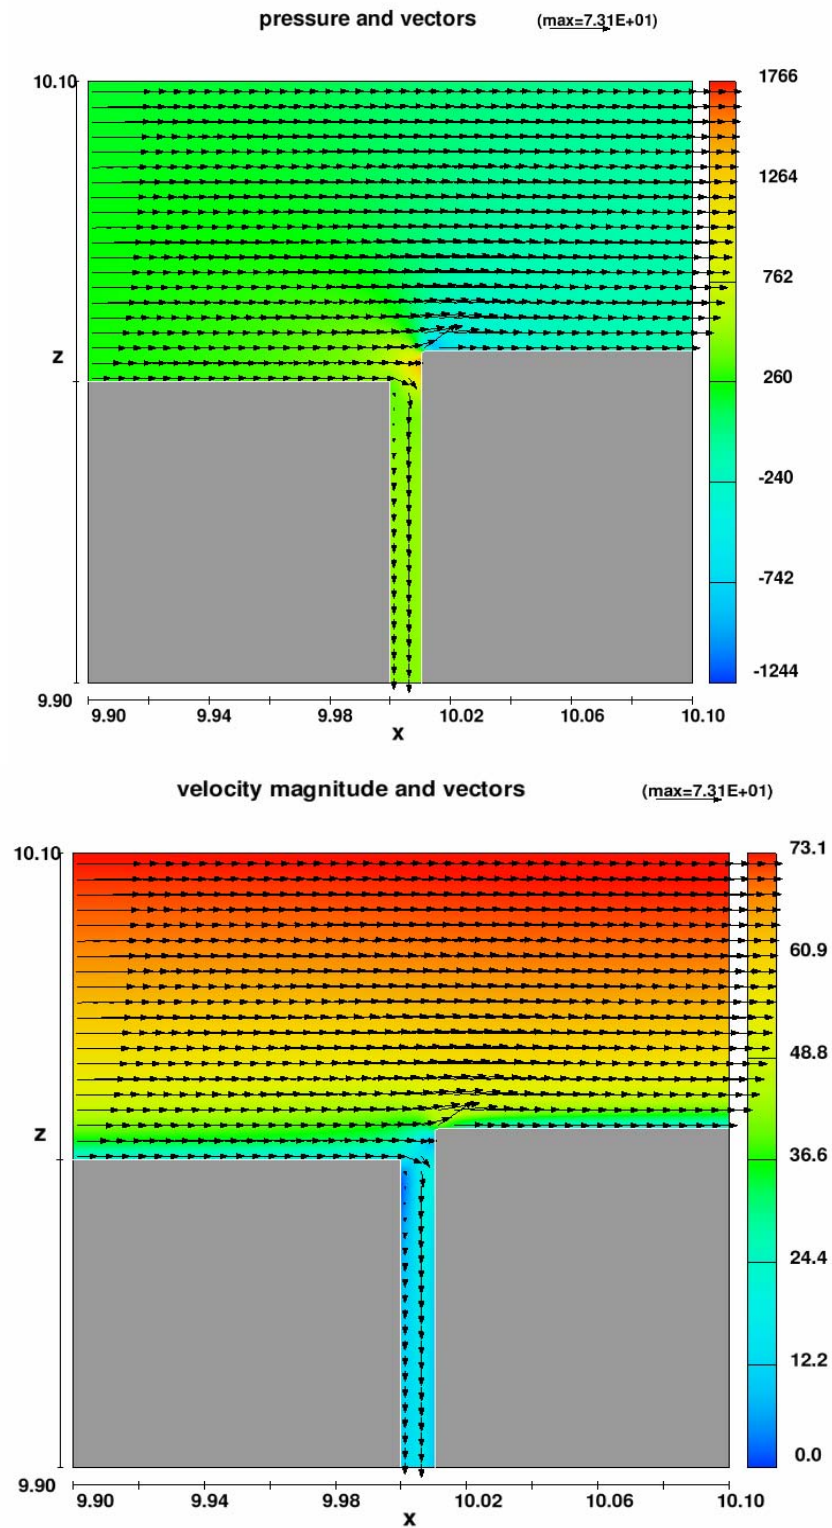 pressure and vectors (max=7.31E+01)
10.10
1766
1264
762
z
260
-240
-742
-1244
9.90
9.90 9.94 9.98 10.02 10.06 10.10
x
velocity magnitude and vectors (max=7.31E+01)
10.10
73.1
60.9
48.8
z
36.6
24.4
12.2
0.0
9.90
9.90 9.94 9.98 10.02 10.06 10.10
x